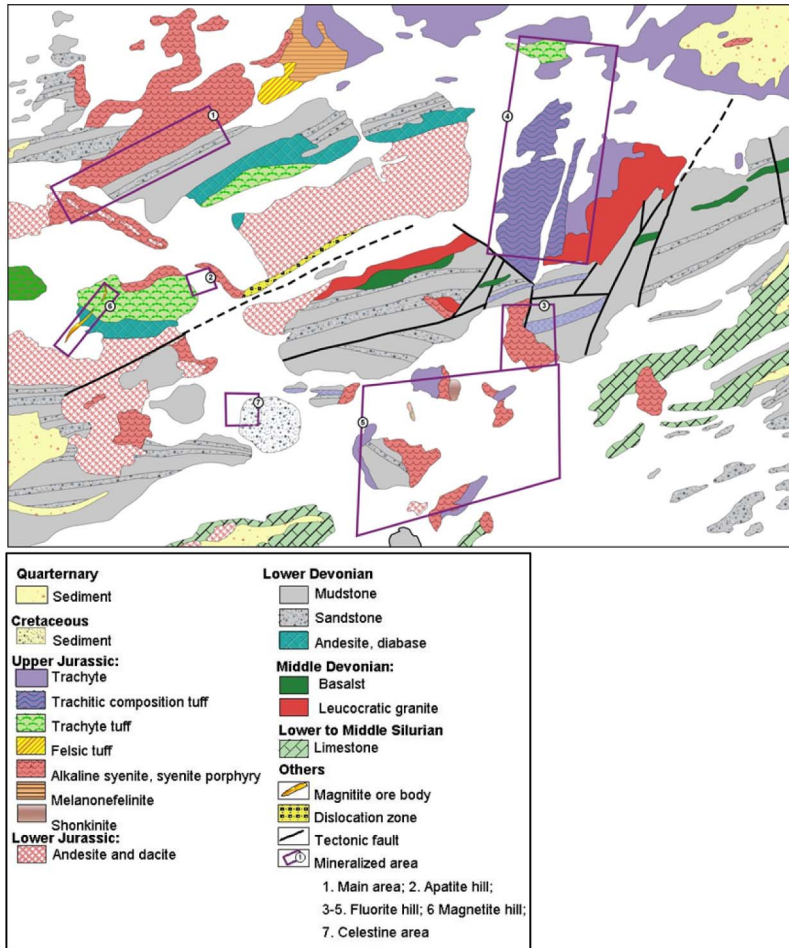 1
4
2
6
3
7
5
Quarternary
Sediment
Cretaceous
Sediment
Upper Jurassic:
Trachyte
Trachitic composition tuff
Trachyte tuff
Felsic tuff
Alkaline syenite, syenite porphyry
Melanonefelinite
Shonkinite
Lower Jurassic:
Andesite and dacite
Lower Devonian
Mudstone
Sandstone
Andesite, diabase
Middle Devonian:
Basalst
Leucocratic granite
Lower to Middle Silurian
Limestone
Others
Magnitite ore body
Dislocation zone
Tectonic fault
1 Mineralized area
1. Main area; 2. Apatite hill;
3-5. Fluorite hill; 6 Magnetite hill;
7. Celestine area